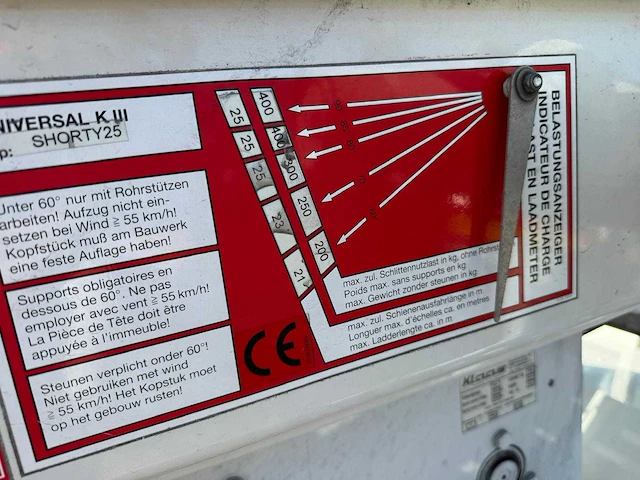 NIVERSAL K III
p: SHORTY25
Unter 60° nur mit Rohrstützen
arbeiten! Aufzug nicht ein-
setzen bei Wind ≧ 55 km/h!
Kopfstück muß am Bauwerk
eine feste Auflage haben!
Supports obligatoires en
dessous de 60°. Ne pas
employer avec vent ≧ 55 km/h!
La Pièce de Tête doit être
appuyée à l'immeuble!
Steunen verplicht onder 60°!
Niet gebruiken met wind
≧ 55 km/h! Het Kopstuk moet
op het gebouw rusten!
25 400
25 400
25 300
23 250
21 200
CE
max. zul. Schlittennutzlast in kg, ohne Rohrst
Poids max. sans supports en kg
max. Gewicht zonder steunen in kg
max. zul. Schienenausfahrlänge in m
Longuer max. d'échelles ca. en metres
max. Ladderlengte ca. in m
BELASTUNGSANZEIGER
INDICATEUR DE CHARGE
LAST EN LAADMETER
Klaas